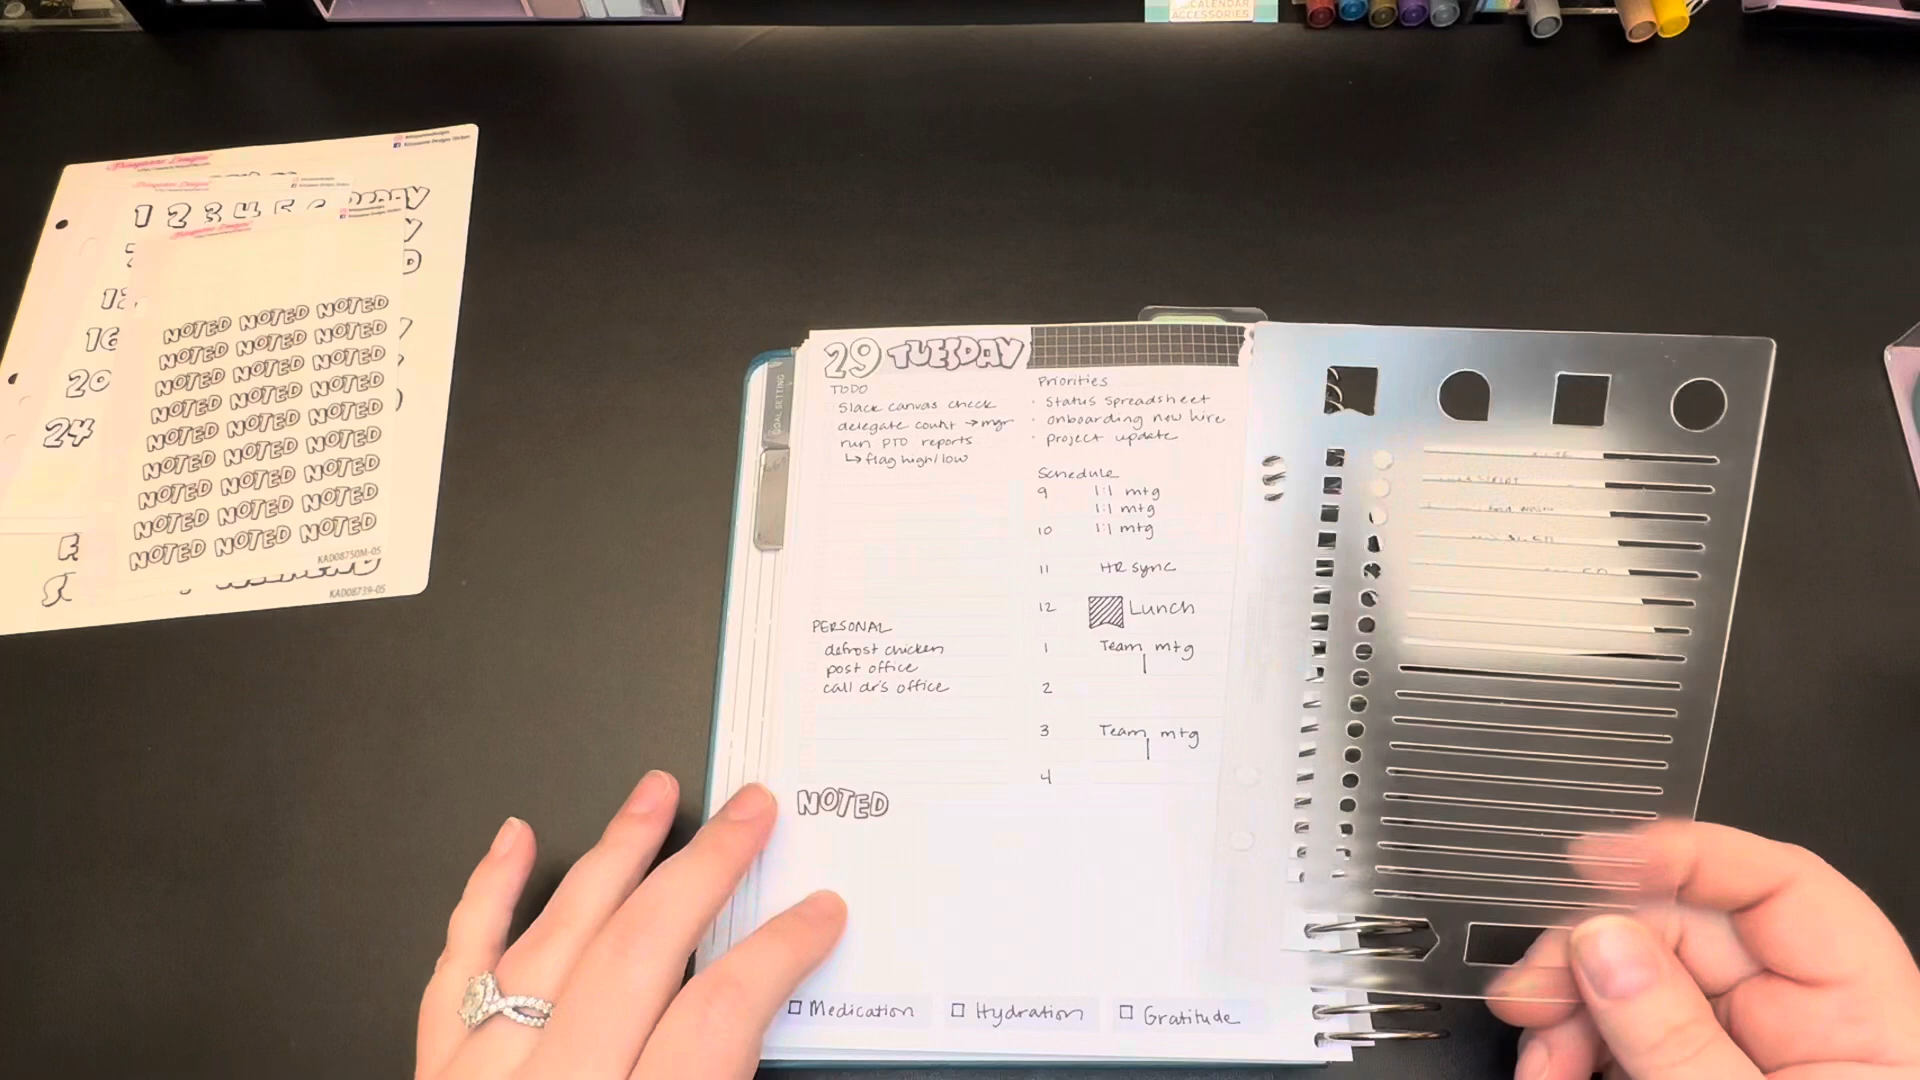 CALENDAR
ACCESSORIES
1 2 3 4 5
16
20
24
NOTED NOTED NOTED
NOTED NOTED NOTED
NOTED NOTED NOTED
NOTED NOTED NOTED
NOTED NOTED NOTED
NOTED NOTED NOTED
NOTED NOTED NOTED
NOTED NOTED NOTED
NOTED NOTED NOTED
KAD08750M-05
KAD08739-05
GOAL SETTING
29 TUESDAY
TODO
Slack canvas check
delegate count → mgr
run PTO reports
↳ flag high/low
PERSONAL
defrost chicken
post office
call dr's office
NOTED
Priorities
· Status Spreadsheet
· onboarding new hire
· project update
Schedule
9 1:1 mtg
1:1 mtg
10 1:1 mtg
11 HR sync
12 Lunch
1 Team mtg
2
3 Team mtg
4
Medication
Hydration
Gratitude